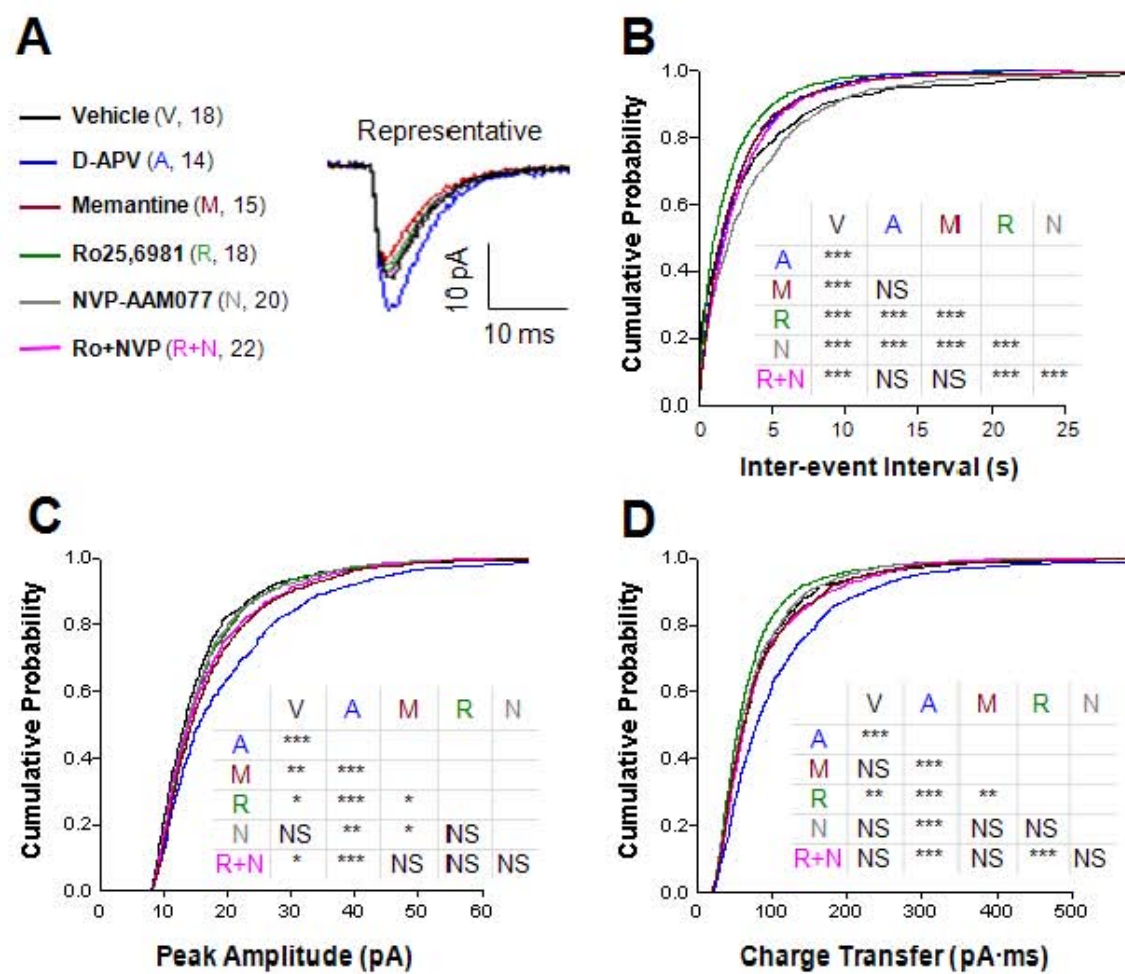 A
Vehicle (V, 18)
D-APV (A, 14)
Memantine (M, 15)
Ro25,6981 (R, 18)
NVP-AAM077 (N, 20)
Ro+NVP (R+N, 22)
Representative
10 pA
10 ms
B
Cumulative Probability
1.0
0.8
0.6
0.4
0.2
0.0
V A M R N
A ***
M *** NS
R *** *** ***
N *** *** *** ***
R+N *** NS NS *** ***
0 5 10 15 20 25
Inter-event Interval (s)
C
Cumulative Probability
1.0
0.8
0.6
0.4
0.2
0.0
V A M R N
A ***
M ** ***
R * *** *
N NS ** * NS
R+N * *** NS NS NS
0 10 20 30 40 50 60
Peak Amplitude (pA)
D
Cumulative Probability
1.0
0.8
0.6
0.4
0.2
0.0
V A M R N
A ***
M NS ***
R ** *** **
N NS *** NS NS
R+N NS *** NS *** NS
0 100 200 300 400 500
Charge Transfer (pA·ms)